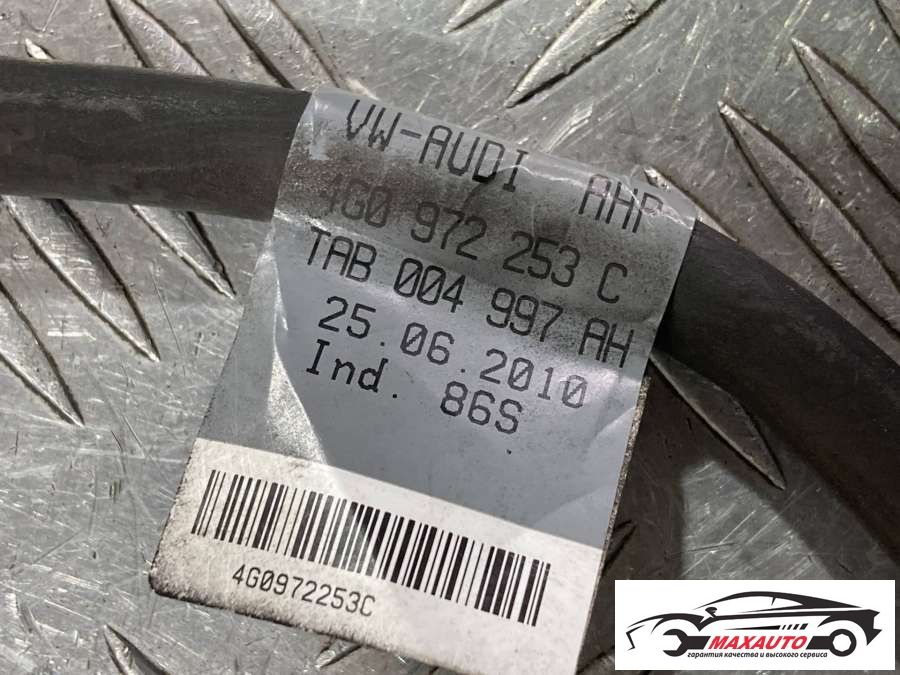 VW-AUDI AHP
4G0 972 253 C
TAB 004 997 AH
25.06.2010
Ind. 86S
4G0972253C
MAXAUTO
гарантия качества и высокого сервиса